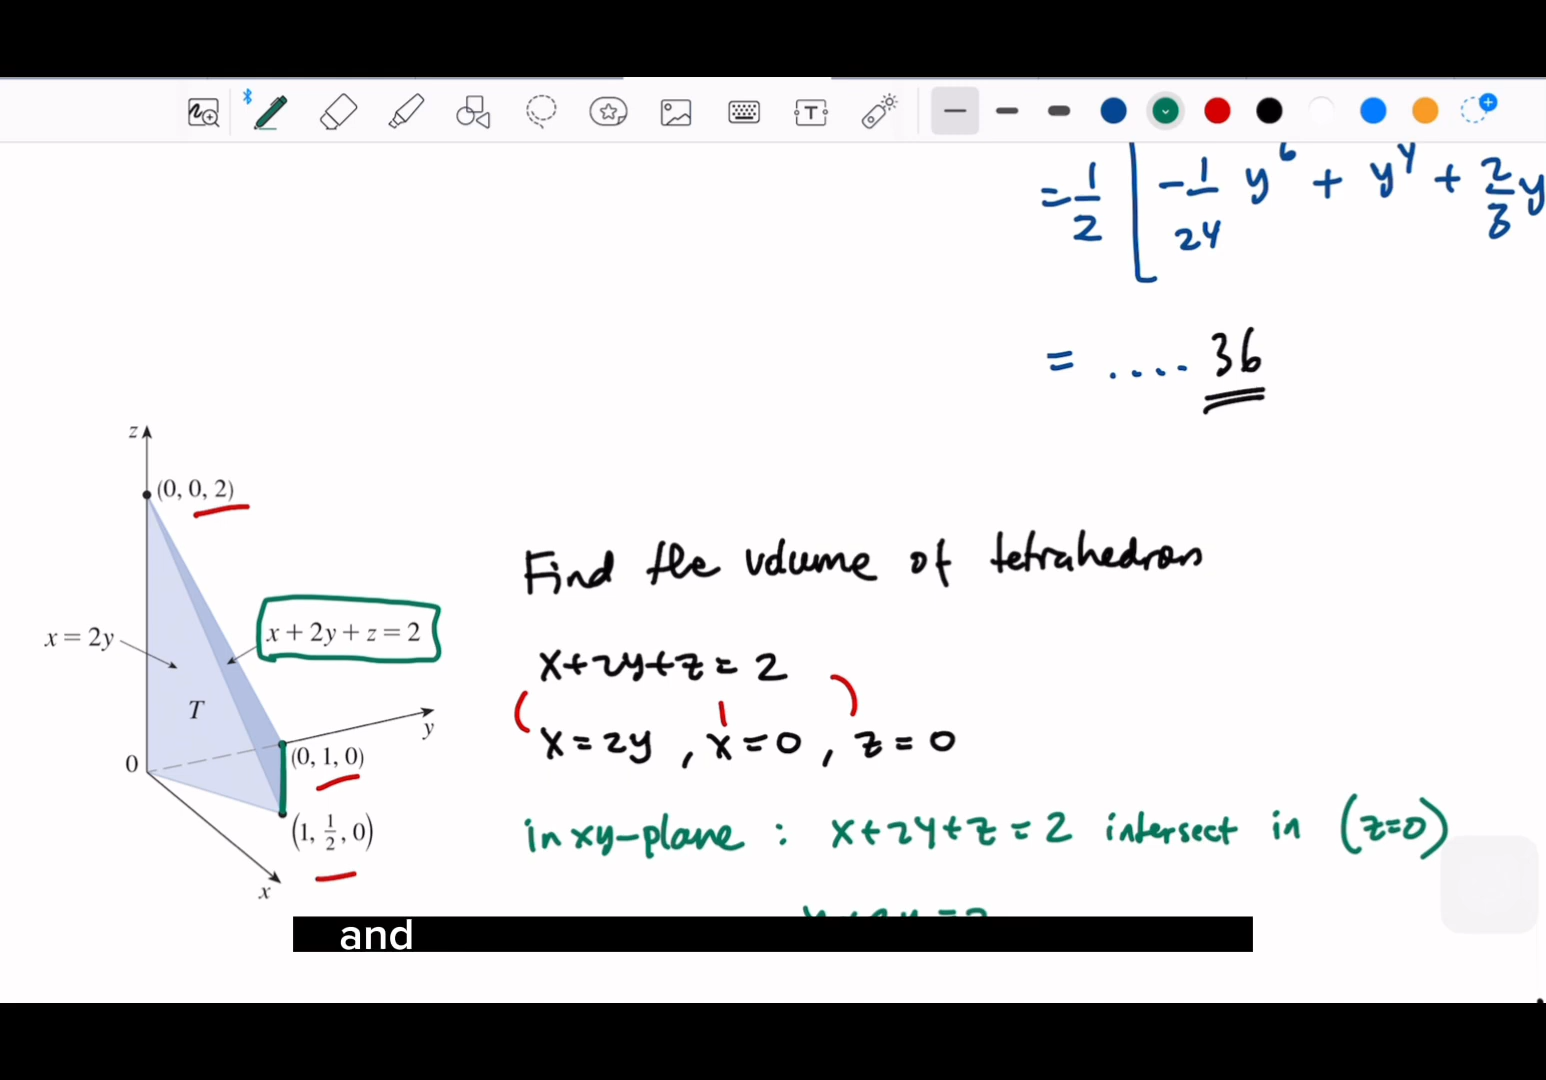 = 1/2 [ -1/24 y⁶ + y⁴ + 2/3 y
= .... 36
z
(0, 0, 2)
Find the volume of tetrahedron
x = 2y
x + 2y + z = 2
x+2y+z = 2
T
y
x = 2y , x = 0 , z = 0
0
(0, 1, 0)
(1, 1/2, 0)
in xy-plane : x+2y+z = 2 intersect in (z=0)
x
and
T